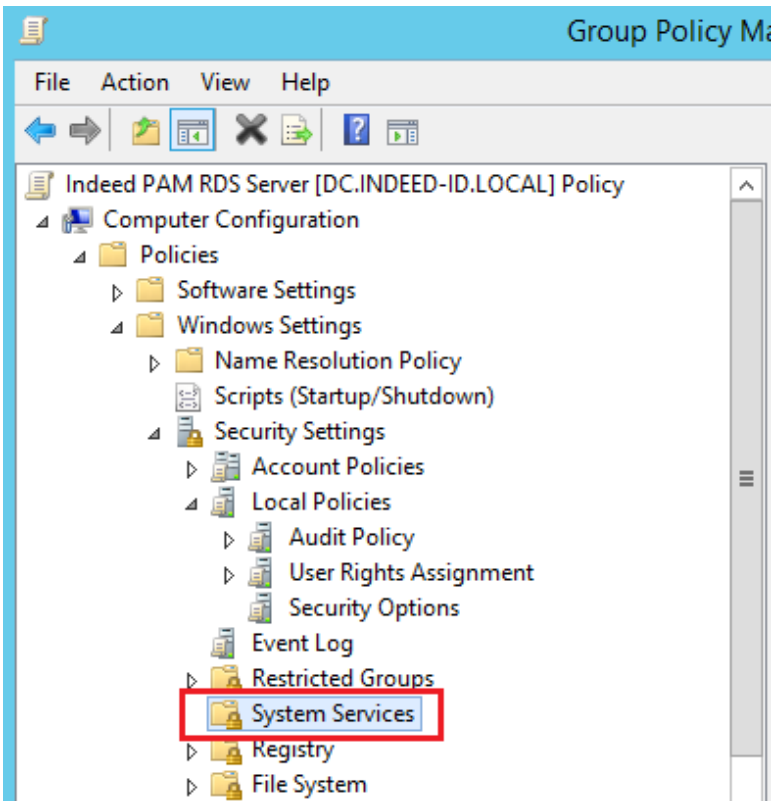 Group Policy Ma
File Action View Help
Indeed PAM RDS Server [DC.INDEED-ID.LOCAL] Policy
Computer Configuration
Policies
Software Settings
Windows Settings
Name Resolution Policy
Scripts (Startup/Shutdown)
Security Settings
Account Policies
Local Policies
Audit Policy
User Rights Assignment
Security Options
Event Log
Restricted Groups
System Services
Registry
File System